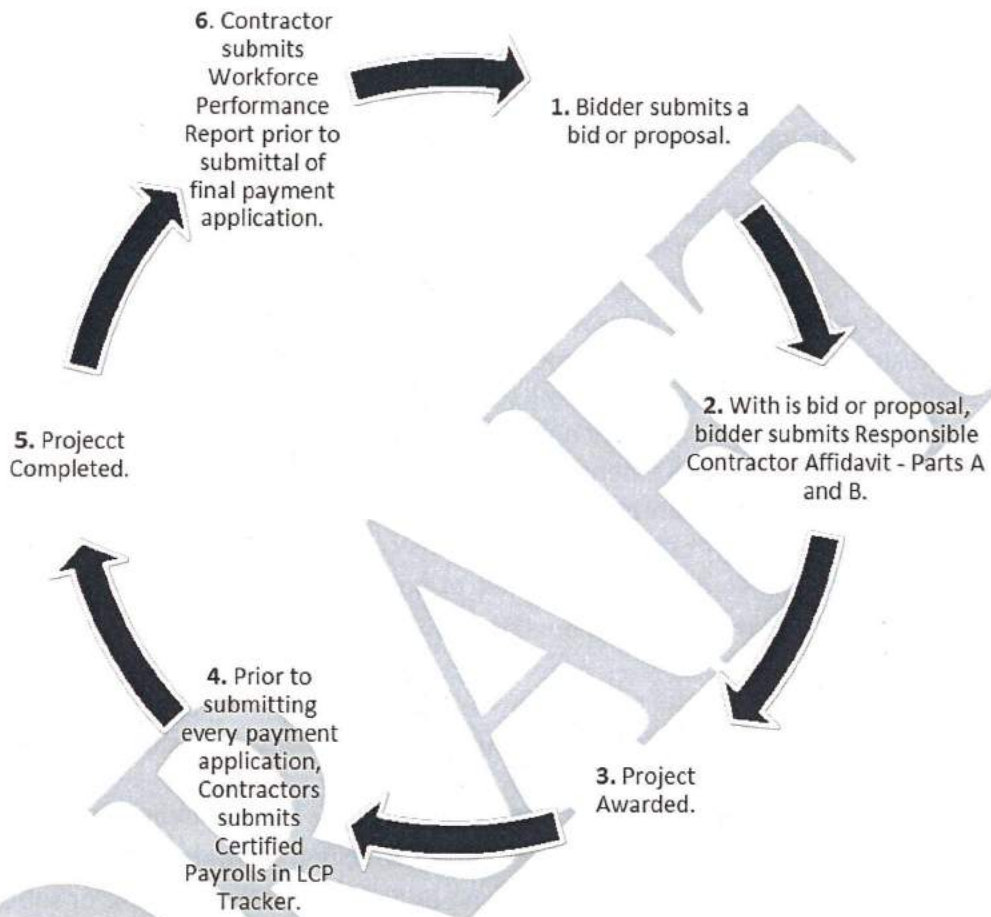 1. Bidder submits a
bid or proposal.
2. With is bid or proposal,
bidder submits Responsible
Contractor Affidavit - Parts A
and B.
3. Project
Awarded.
4. Prior to
submitting
every payment
application,
Contractors
submits
Certified
Payrolls in LCP
Tracker.
5. Projecct
Completed.
6. Contractor
submits
Workforce
Performance
Report prior to
submittal of
final payment
application.
DRAFT